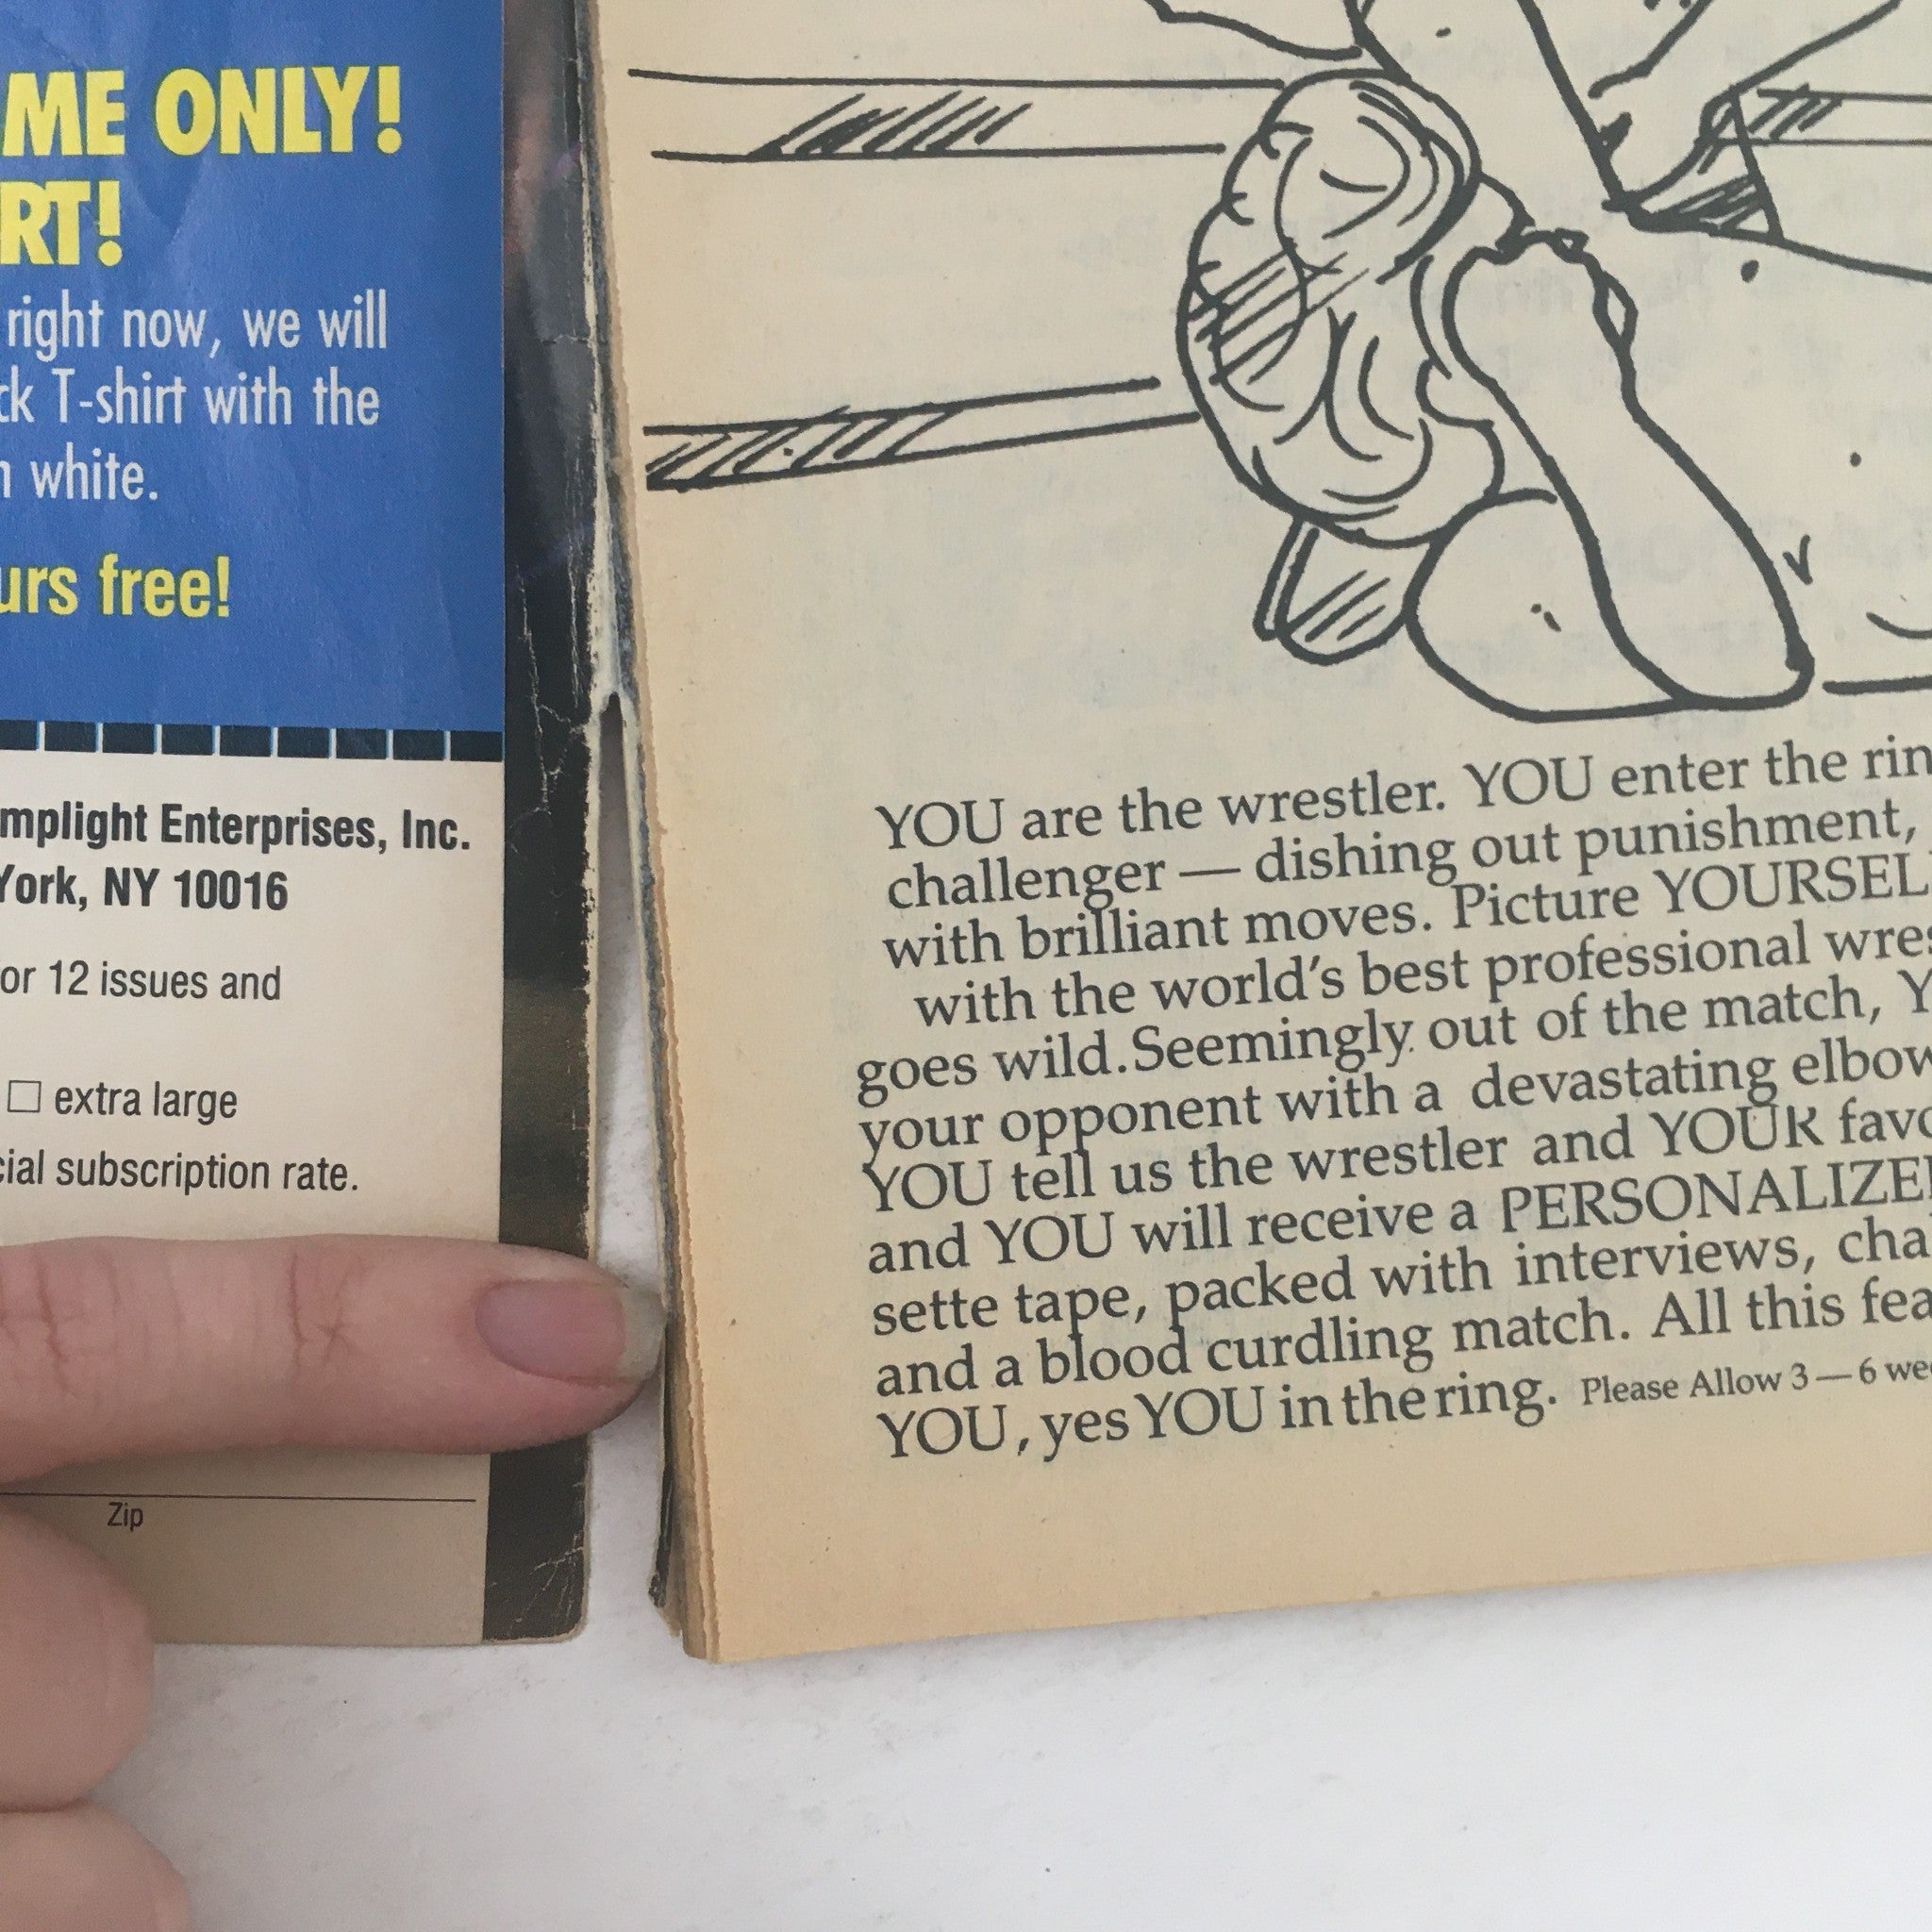 ME ONLY!
RT!
right now, we will
ck T-shirt with the
white.
urs free!
mplight Enterprises, Inc.
York, NY 10016
or 12 issues and
extra large
cial subscription rate.
Zip
YOU are the wrestler. YOU enter the rin
challenger — dishing out punishment,
with brilliant moves. Picture YOURSEL
with the world's best professional wres
goes wild. Seemingly out of the match, Y
your opponent with a devastating elbow
YOU tell us the wrestler and YOUR favo
and YOU will receive a PERSONALIZE
sette tape, packed with interviews, cha
and a blood curdling match. All this fea
YOU, yes YOU in the ring. Please Allow 3—6 wee